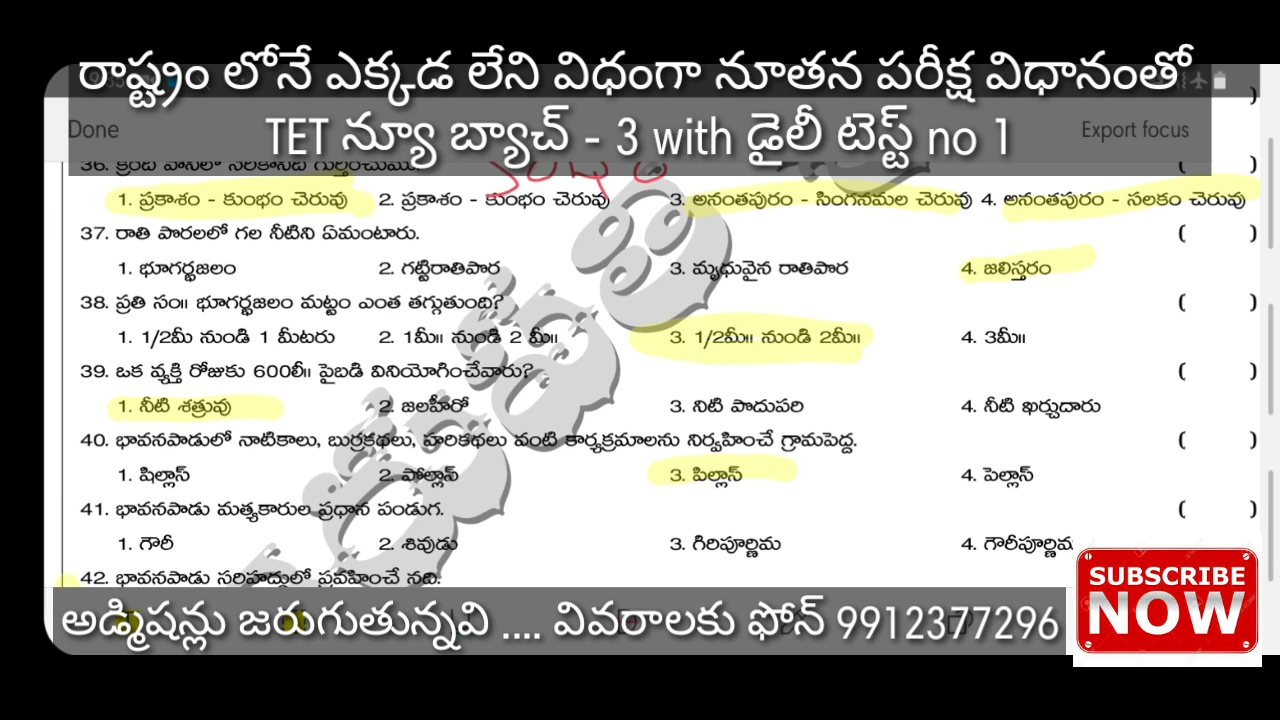 రాష్ట్రం లోనే ఎక్కడ లేని విధంగా నూతన పరీక్ష విధానంతో
Done TET న్యూ బ్యాచ్ - 3 with డైలీ టెస్ట్ no 1 Export focus
36. ( )
1. ప్రకాశం - కుంభం చెరువు 2. ప్రకాశం - కుంభం చెరువు 3. అనంతపురం - సింగనమల చెరువు 4. అనంతపురం - సలకం చెరువు
37. రాతి పొరలలో గల నీటిని ఏమంటారు. ( )
1. భూగర్భజలం 2. గట్టిరాతిపొర 3. మృధువైన రాతిపొర 4. జలిస్తరం
38. ప్రతి సం॥ భూగర్భజలం మట్టం ఎంత తగ్గుతుంది? ( )
1. 1/2మీ నుండి 1 మీటరు 2. 1మీ॥ నుండి 2 మీ॥ 3. 1/2మీ॥ నుండి 2మీ॥ 4. 3మీ॥
39. ఒక వ్యక్తి రోజుకు 600లీ॥ పైబడి వినియోగించేవారు? ( )
1. నీటి శత్రువు 2. జలహీరో 3. నిటి పొదుపరి 4. నీటి ఖర్చుదారు
40. భావనపాడులో నాటికాలు, బుర్రకథలు, హరికథలు వంటి కార్యక్రమాలను నిర్వహించే గ్రామపెద్ద. ( )
1. షిల్లాస్ 2. షోల్లాస్ 3. పిల్లాస్ 4. పెల్లాస్
41. భావనపాడు మత్యకారుల ప్రధాన పండుగ. ( )
1. గౌరీ 2. శివుడు 3. గిరిపూర్ణిమ 4. గౌరీపూర్ణిమ
42. భావనపాడు సరిహద్దులో ప్రవహించే నది.
అడ్మిషన్లు జరుగుతున్నవి .... వివరాలకు ఫోన్ 9912377296
SUBSCRIBE
NOW